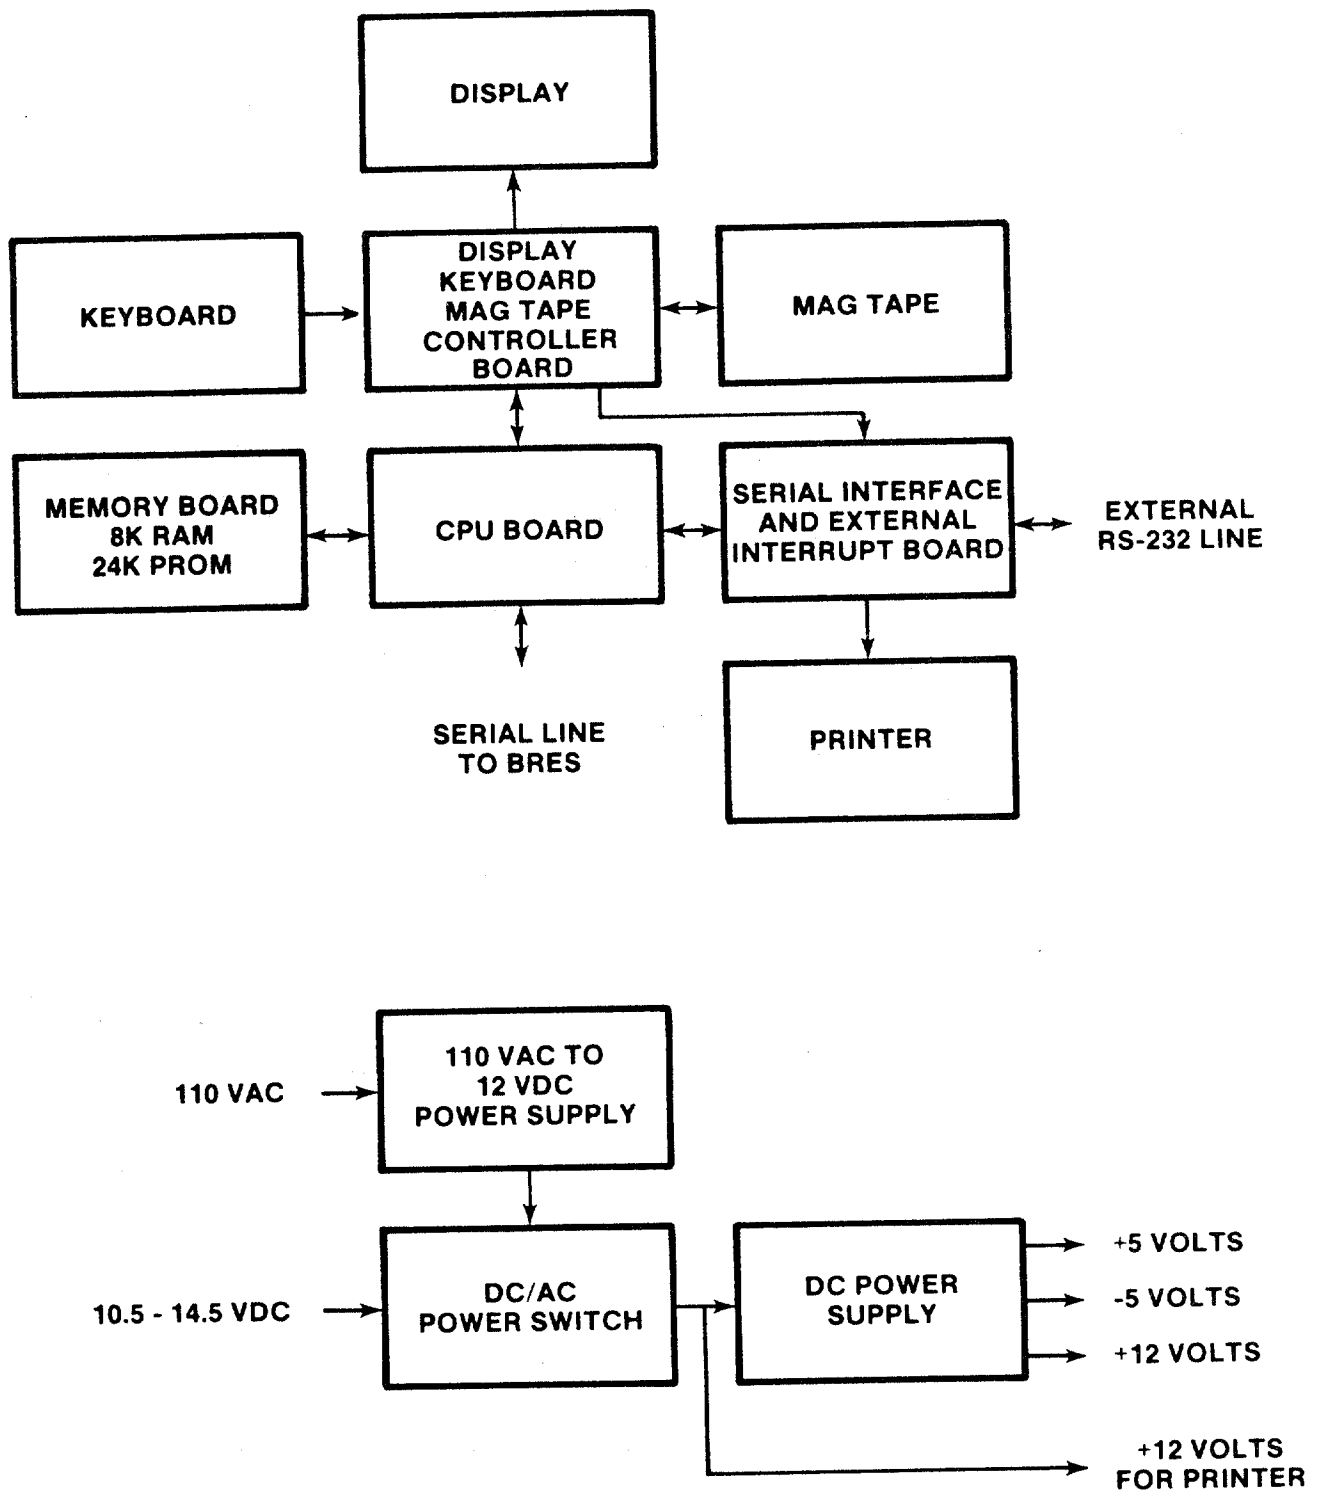 DISPLAY
KEYBOARD
DISPLAY
KEYBOARD
MAG TAPE
CONTROLLER
BOARD
MAG TAPE
MEMORY BOARD
8K RAM
24K PROM
CPU BOARD
SERIAL INTERFACE
AND EXTERNAL
INTERRUPT BOARD
EXTERNAL
RS-232 LINE
SERIAL LINE
TO BRES
PRINTER
110 VAC
110 VAC TO
12 VDC
POWER SUPPLY
10.5 - 14.5 VDC
DC/AC
POWER SWITCH
DC POWER
SUPPLY
+5 VOLTS
-5 VOLTS
+12 VOLTS
+12 VOLTS
FOR PRINTER